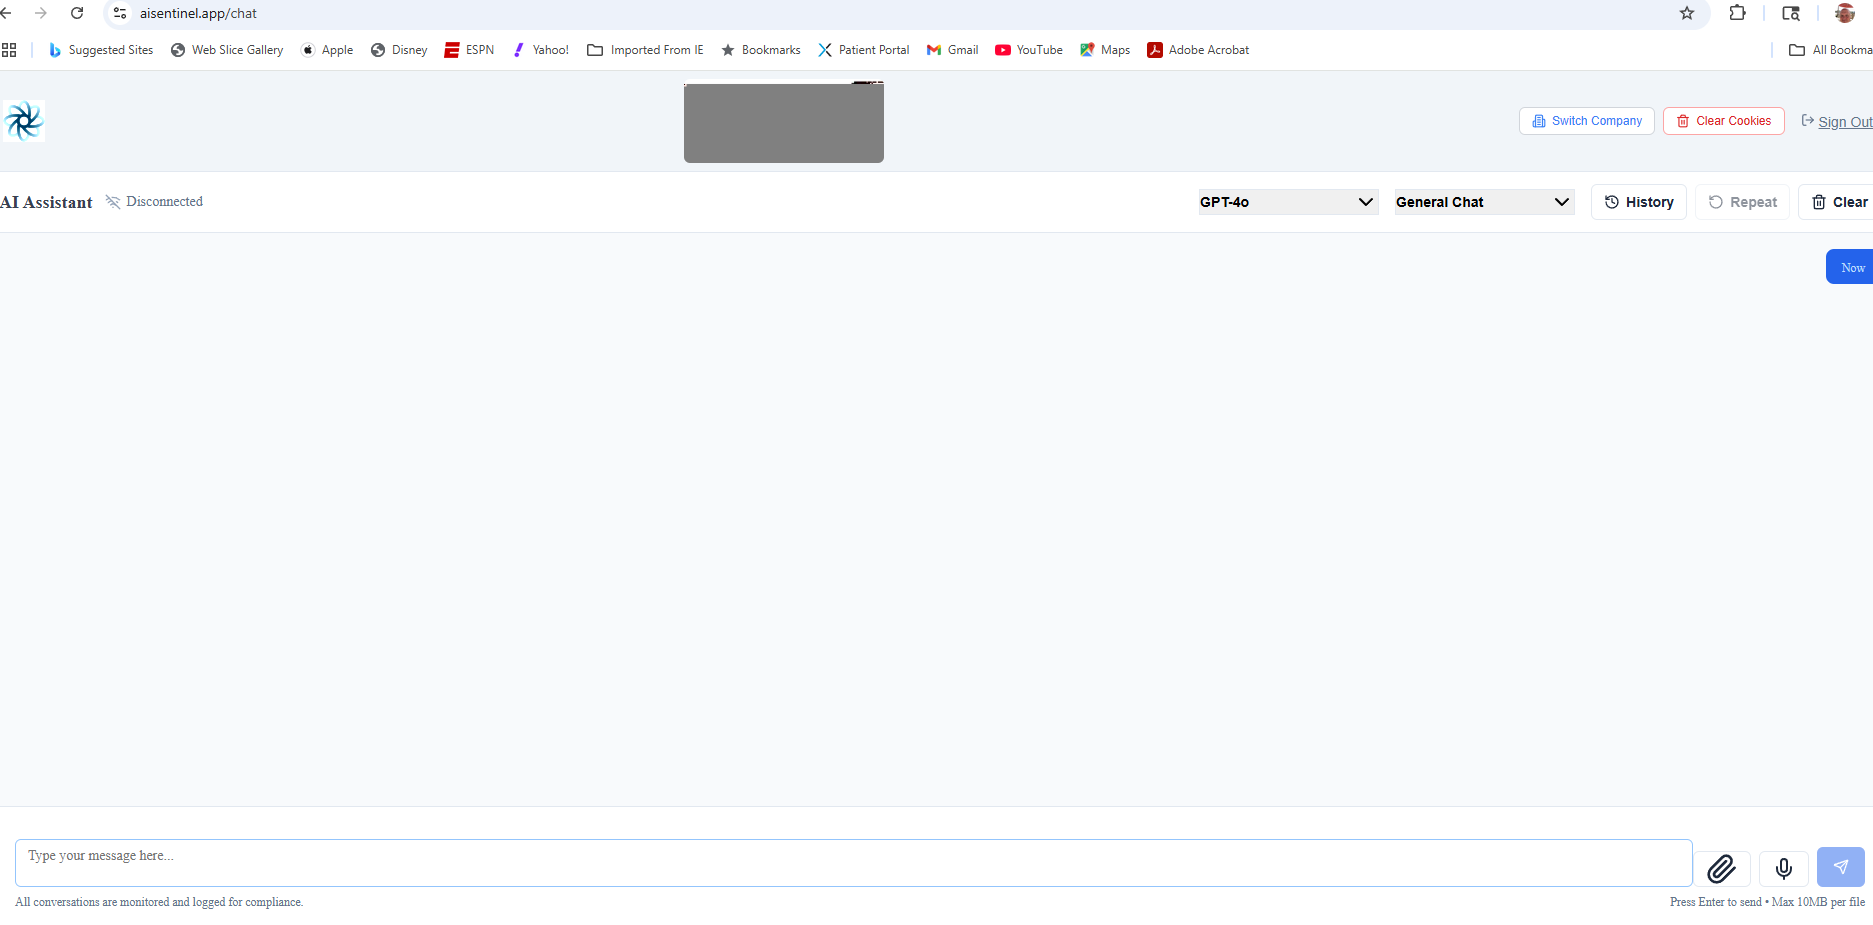 aisentinel.app/chat
Suggested Sites Web Slice Gallery Apple Disney ESPN Yahoo! Imported From IE Bookmarks Patient Portal Gmail YouTube Maps Adobe Acrobat All Bookma
Switch Company Clear Cookies Sign Out
AI Assistant Disconnected GPT-4o General Chat History Repeat Clear
Now
Type your message here...
All conversations are monitored and logged for compliance. Press Enter to send • Max 10MB per file